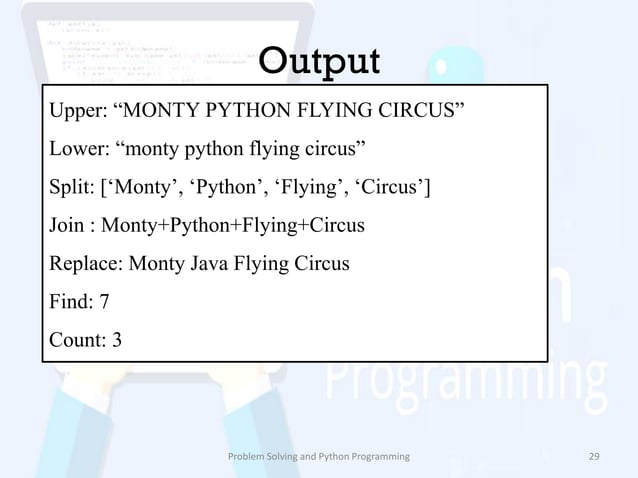 Output
Upper: “MONTY PYTHON FLYING CIRCUS”
Lower: “monty python flying circus”
Split: [‘Monty’, ‘Python’, ‘Flying’, ‘Circus’]
Join : Monty+Python+Flying+Circus
Replace: Monty Java Flying Circus
Find: 7
Count: 3
Programming
Problem Solving and Python Programming
29